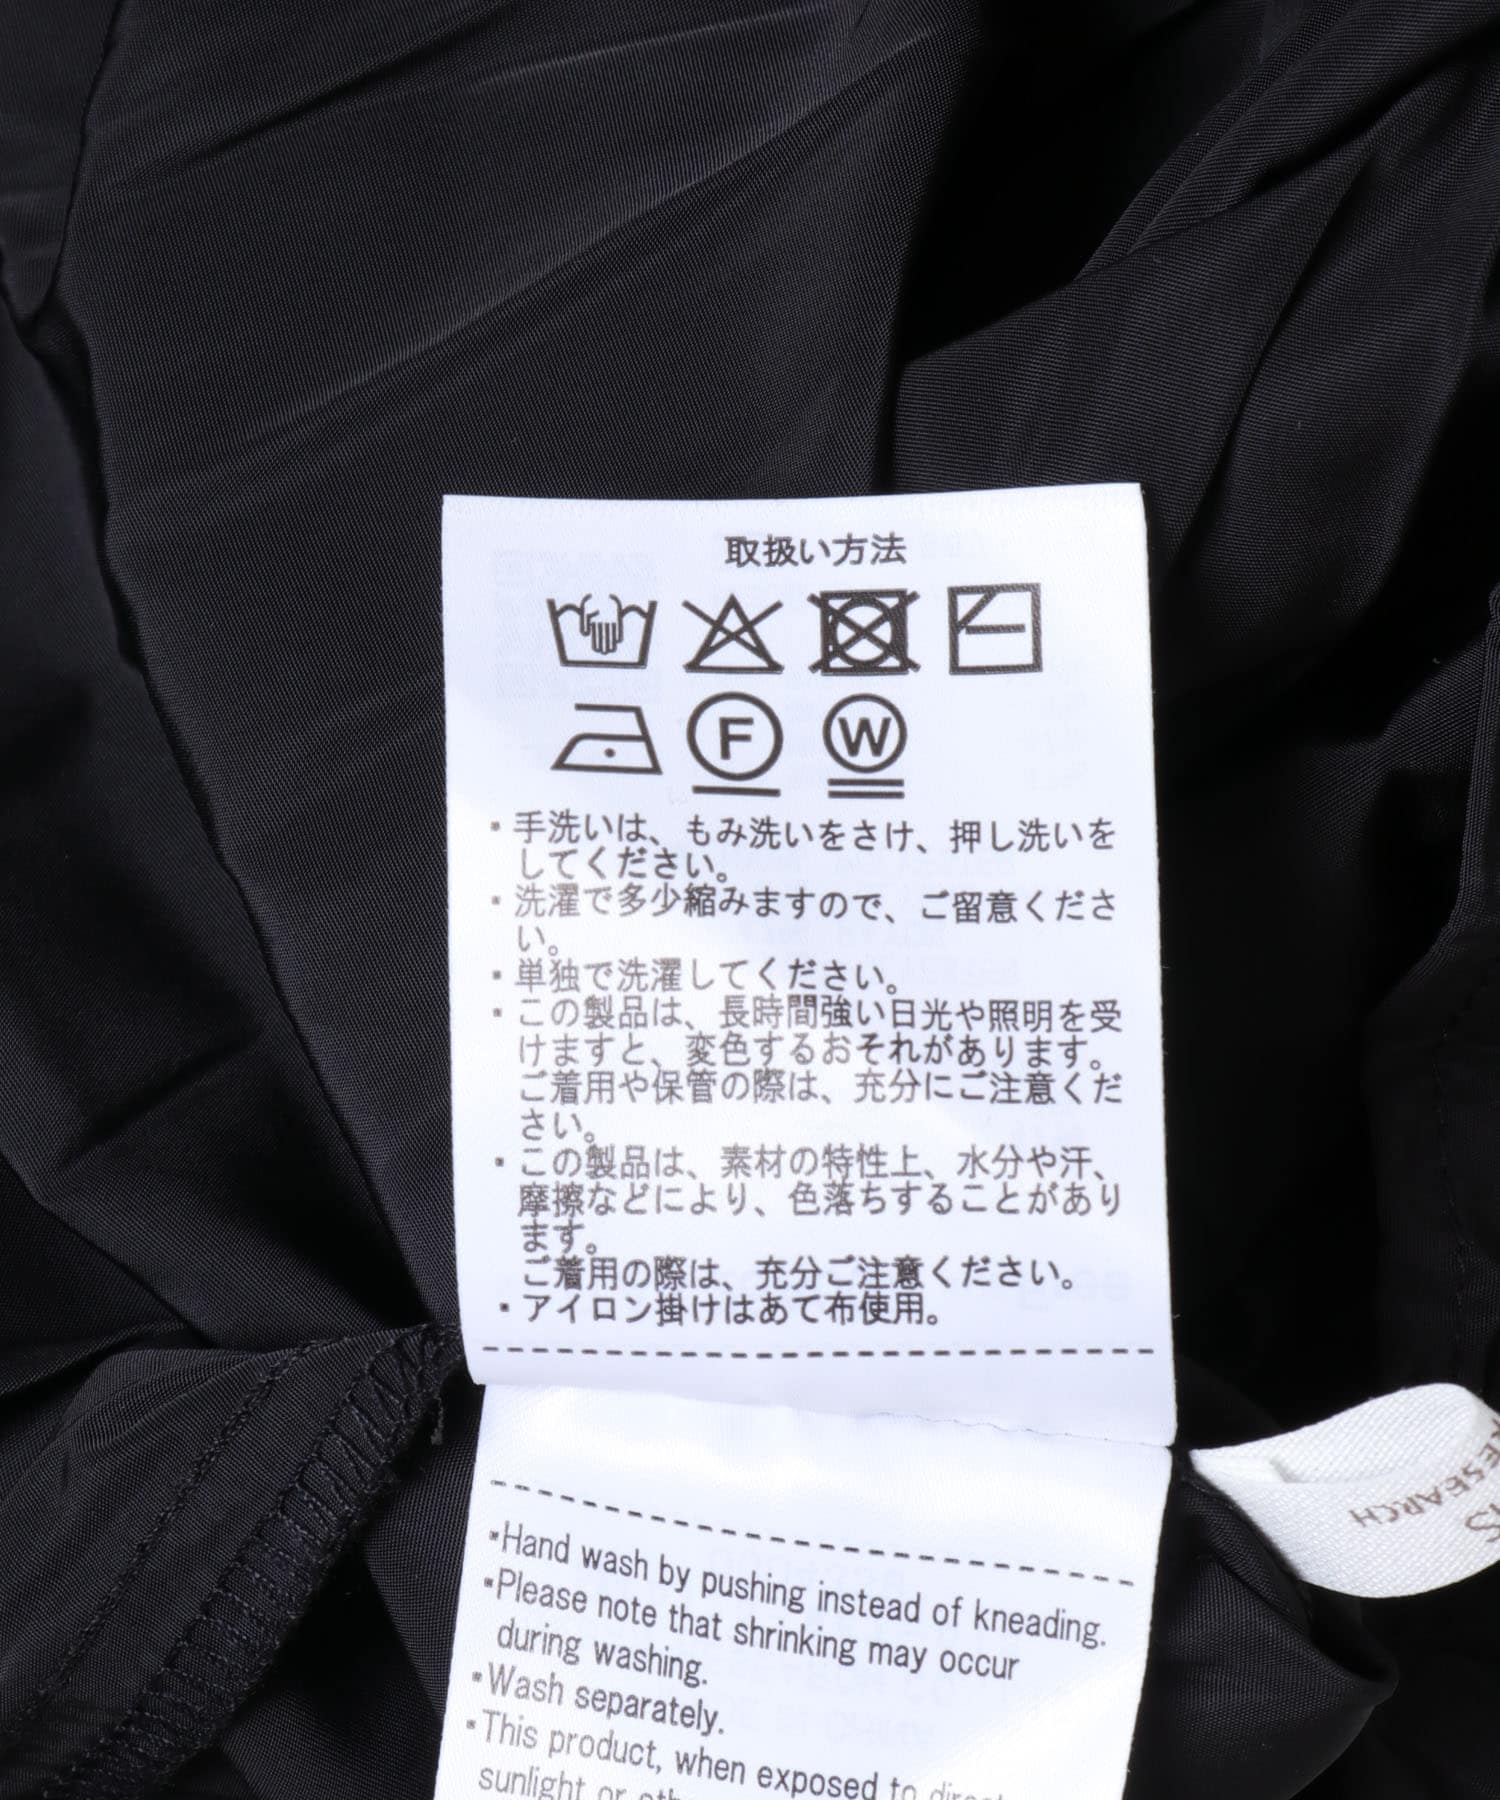 取扱い方法
F W
・手洗いは、もみ洗いをさけ、押し洗いを
してください。
・洗濯で多少縮みますので、ご留意くださ
い。
・単独で洗濯してください。
・この製品は、長時間強い日光や照明を受
けますと、変色するおそれがあります。
ご着用や保管の際は、充分にご注意くだ
さい。
・この製品は、素材の特性上、水分や汗、
摩擦などにより、色落ちすることがあり
ます。
ご着用の際は、充分ご注意ください。
・アイロン掛けはあて布使用。
・Hand wash by pushing instead of kneading.
・Please note that shrinking may occur
during washing.
・Wash separately.
・This product, when exposed to direct
sunlight or
RESEARCH